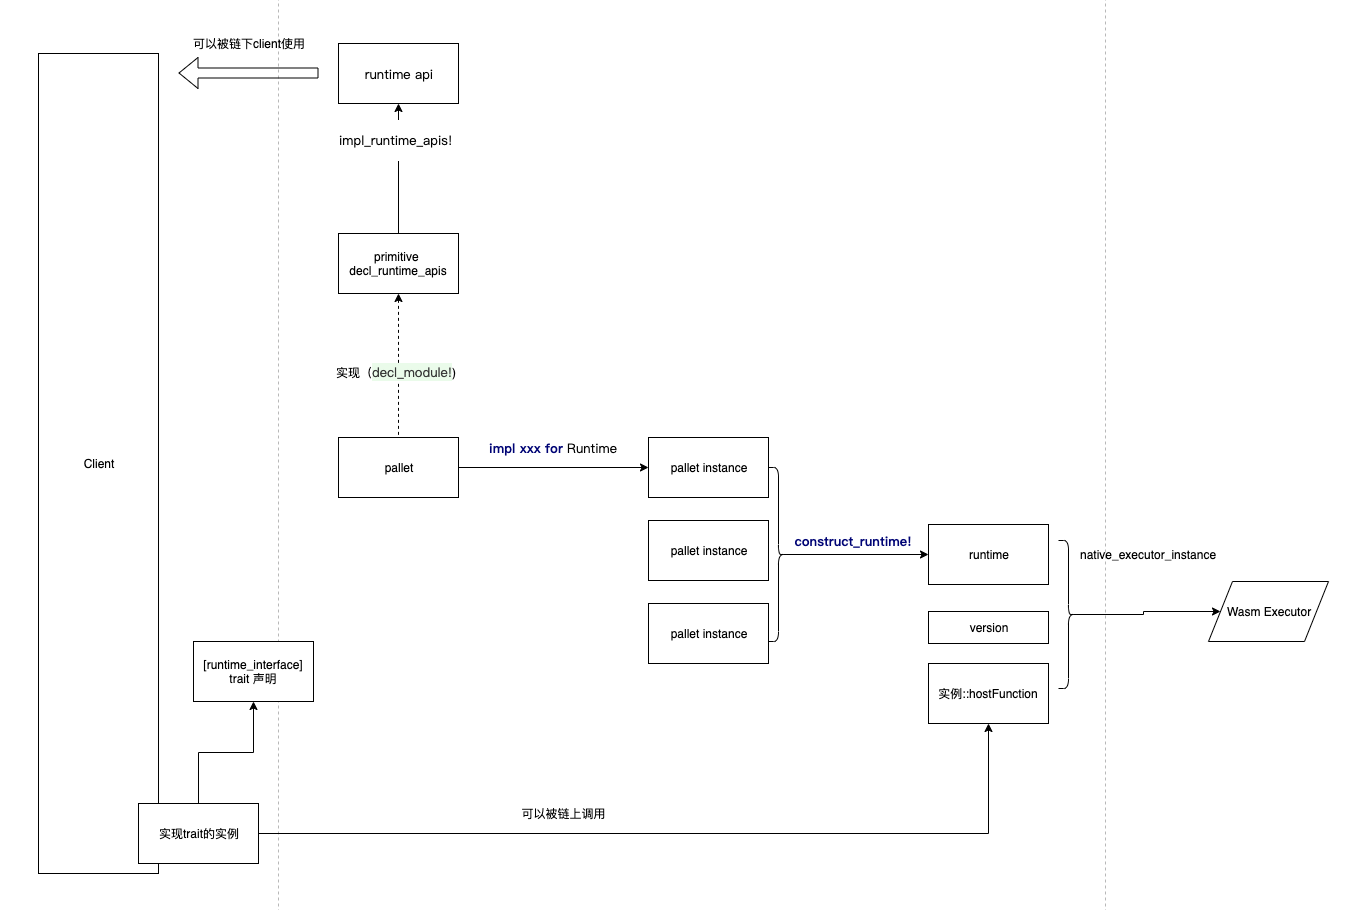 可以被链下client使用
runtime api
impl_runtime_apis!
primitive
decl_runtime_apis
实现（decl_module!)
Client
pallet
impl xxx for Runtime
pallet instance
pallet instance
construct_runtime!
runtime
native_executor_instance
Wasm Executor
version
pallet instance
[runtime_interface]
trait 声明
实例::hostFunction
可以被链上调用
实现trait的实例